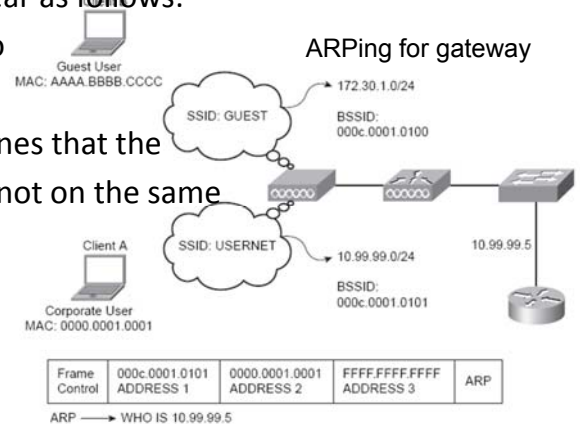 ar as follows:
Guest User
MAC: AAAA.BBBB.CCCC
ARPing for gateway
SSID: GUEST
172.30.1.0/24
BSSID:
000c.0001.0100
nes that the
not on the same
Client A
Corporate User
MAC: 0000.0001.0001
SSID: USERNET
10.99.99.0/24
BSSID:
000c.0001.0101
10.99.99.5
Frame Control
000c.0001.0101 ADDRESS 1
0000.0001.0001 ADDRESS 2
FFFF.FFFF.FFFF ADDRESS 3
ARP
ARP → WHO IS 10.99.99.5